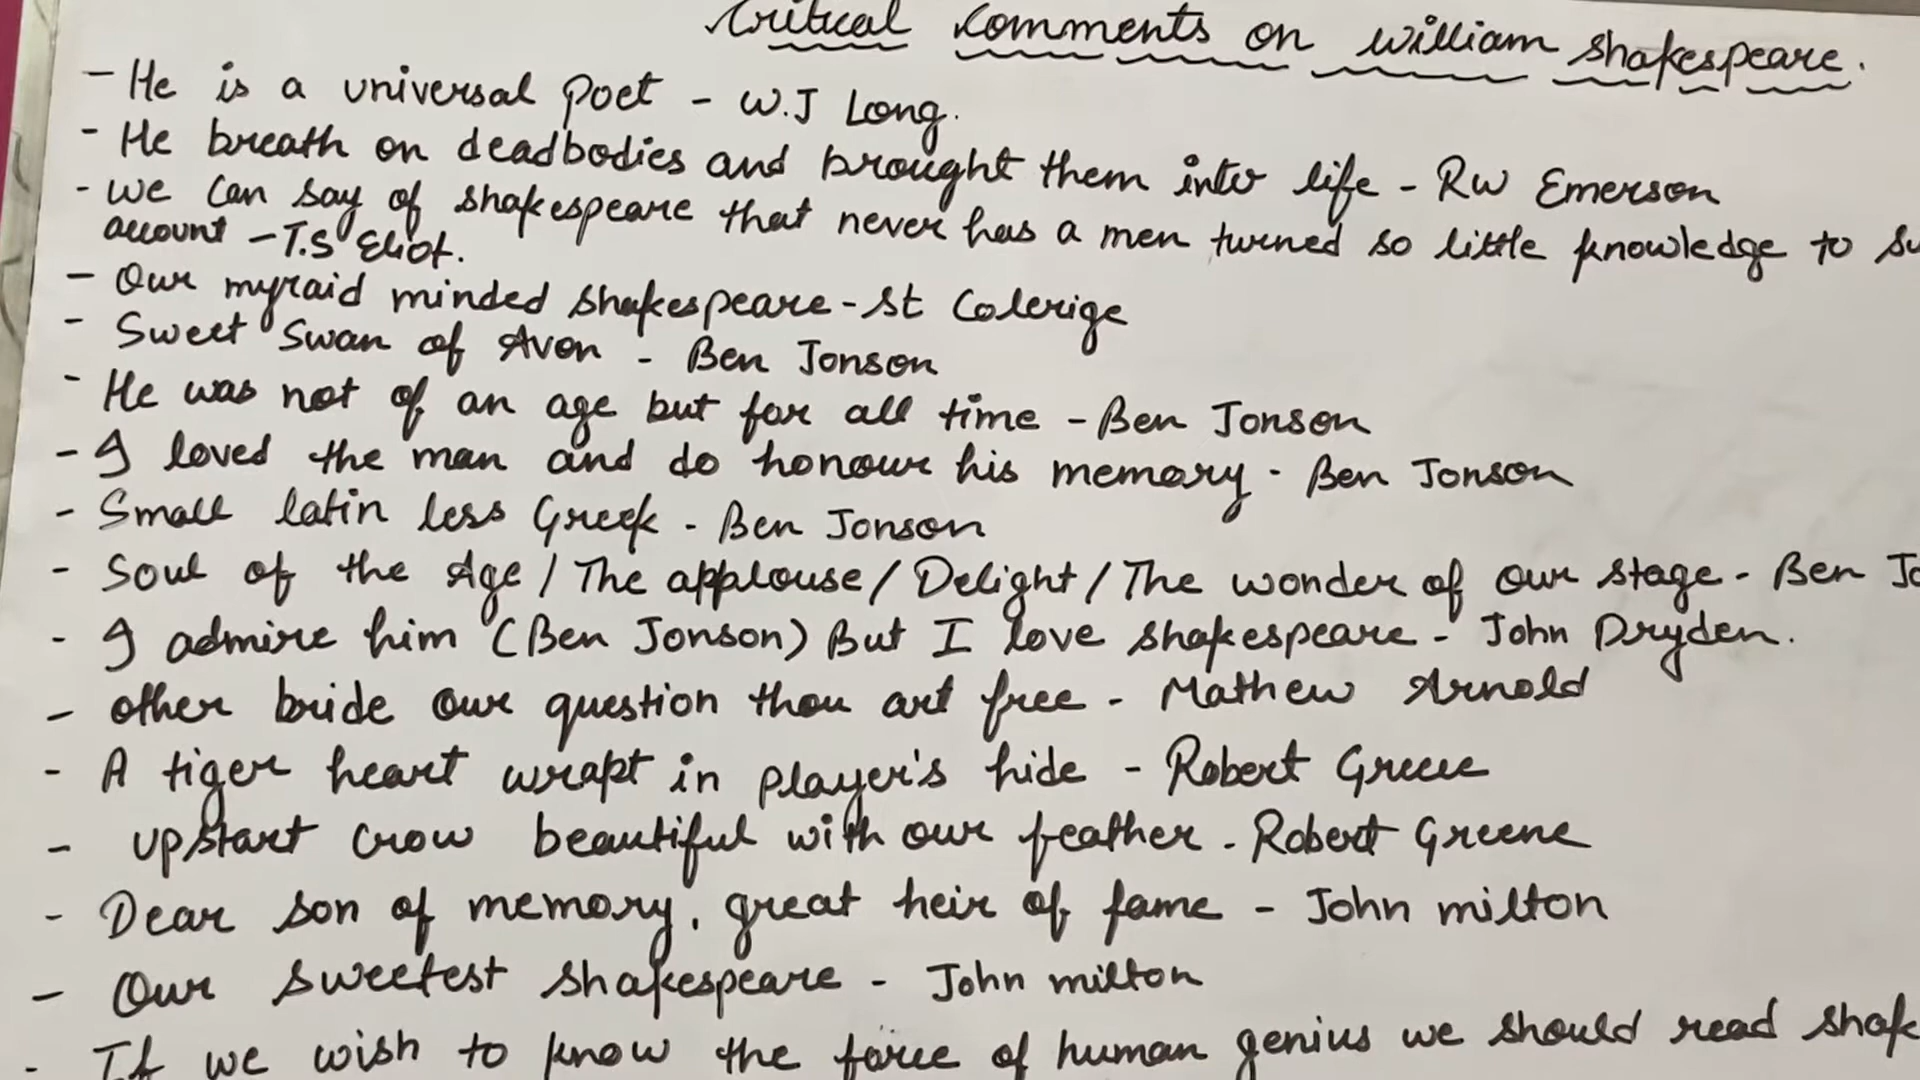 Critical Comments on William Shakespeare.
- He is a universal poet - W.J Long.
- He breath on deadbodies and brought them into life - RW Emerson
- We can say of Shakespeare that never has a men turned so little knowledge to
account - T.S Eliot.
- Our myraid minded Shakespeare - St Colerige
- Sweet Swan of Avon - Ben Jonson
- He was not of an age but for all time - Ben Jonson
- I loved the man and do honour his memory - Ben Jonson
- Small latin less Greek - Ben Jonson
- Soul of the Age / The applouse / Delight / The wonder of our stage - Ben Jo
- I admire him (Ben Jonson) But I love Shakespeare - John Dryden.
- other bride our question thou art free - Mathew Arnold
- A tiger heart wrapt in player's hide - Robert Greene
- upstart crow beautiful with our feather - Robert Greene
- Dear son of memory, great heir of fame - John milton
- Our sweetest Shakespeare - John milton
- If we wish to know the force of human genius we should read Shak